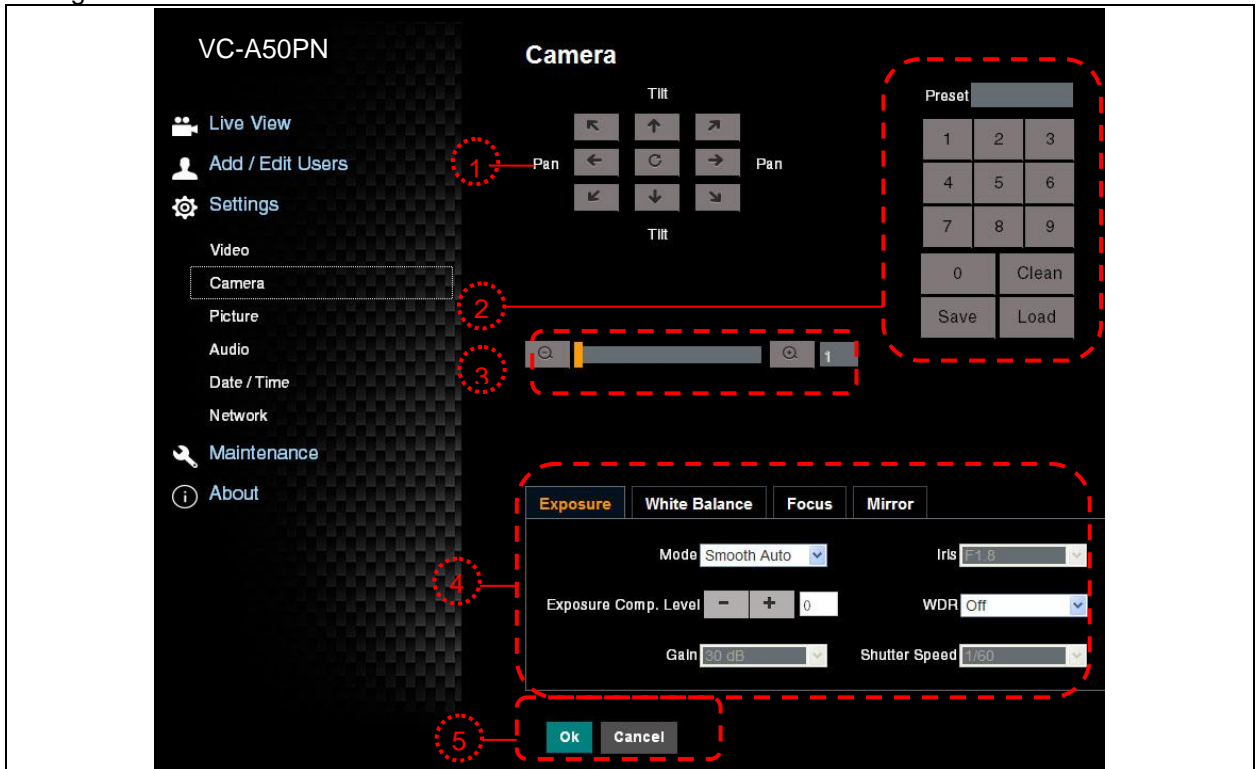 VC-A50PN
Live View
Add / Edit Users
Settings
Video
Camera
Picture
Audio
Date / Time
Network
Maintenance
About
Camera
Tilt
1
Pan
Pan
Tilt
2
Preset
1 2 3
4 5 6
7 8 9
0 Clean
Save Load
3
1
4
Exposure White Balance Focus Mirror
Mode Smooth Auto Iris F1.8
Exposure Comp. Level - + 0 WDR Off
Gain 30 dB Shutter Speed 1/60
5
Ok Cancel